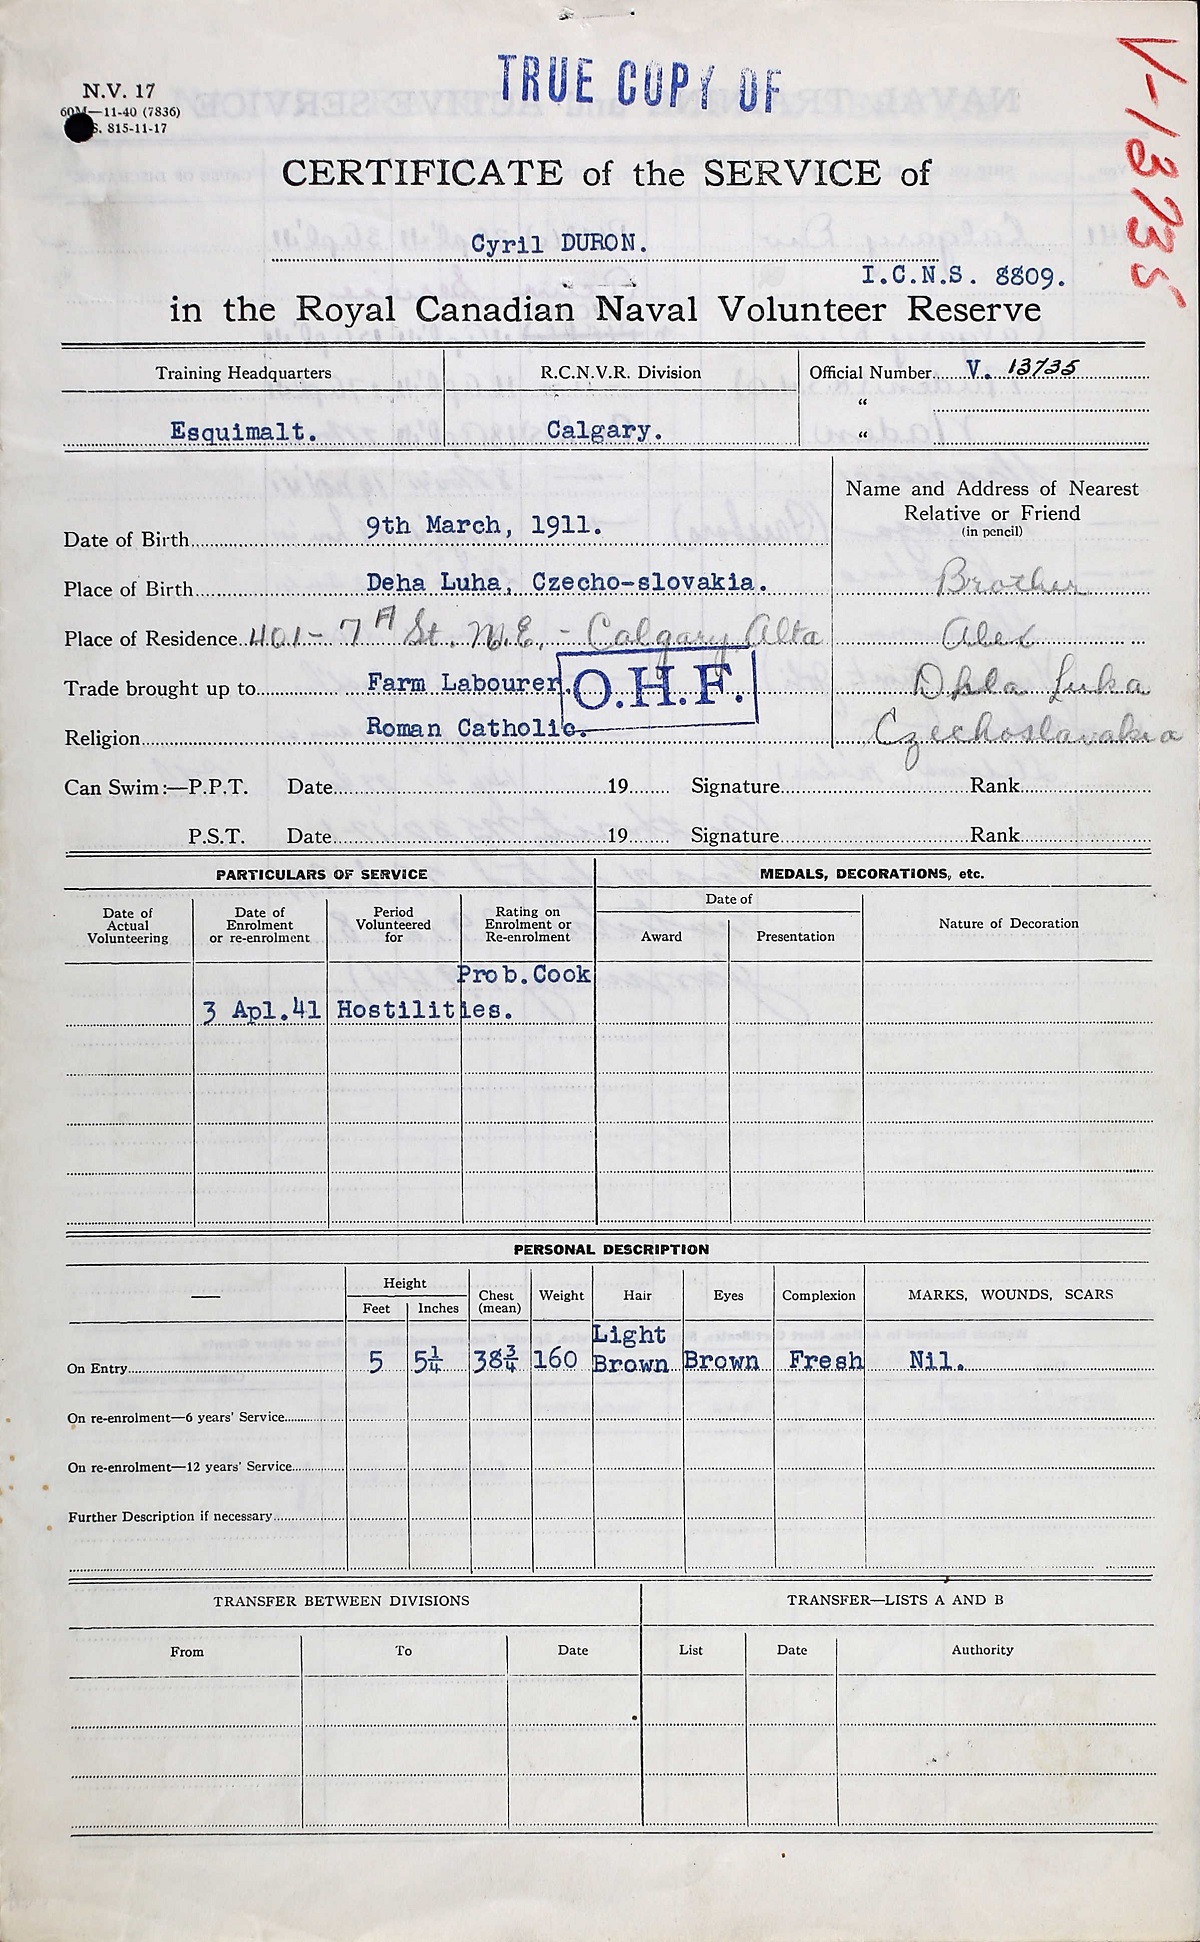 TRUE COPY OF
V-13735
N.V. 17
60M—11-40 (7836)
S. 815-11-17
CERTIFICATE of the SERVICE of
Cyril DURON.
I.C.N.S. 8809.
in the Royal Canadian Naval Volunteer Reserve
Training Headquarters R.C.N.V.R. Division Official Number V. 13735
“
Esquimalt. Calgary. “
Name and Address of Nearest
Relative or Friend
(in pencil)
Date of Birth 9th March, 1911.
Place of Birth Deha Luha, Czecho-slovakia. Brother
Place of Residence 401- 7 A St. N.E, - Calgary Alta Alex
Trade brought up to Farm Labourer. O.H.F. Dhla Luka
Religion Roman Catholic. Czechoslavakia
Can Swim:—P.P.T. Date 19 Signature Rank
P.S.T. Date 19 Signature Rank
PARTICULARS OF SERVICE MEDALS, DECORATIONS, etc.
Date of Actual Volunteering Date of Enrolment or re-enrolment Period Volunteered for Rating on Enrolment or Re-enrolment Date of Award Presentation Nature of Decoration
Prob.Cook
3 Apl.41 Hostilities.
PERSONAL DESCRIPTION
— Height Feet Inches Chest (mean) Weight Hair Eyes Complexion MARKS, WOUNDS, SCARS
Light
On Entry 5 5¼ 38¾ 160 Brown Brown Fresh Nil.
On re-enrolment—6 years' Service
On re-enrolment—12 years' Service
Further Description if necessary
TRANSFER BETWEEN DIVISIONS TRANSFER—LISTS A AND B
From To Date List Date Authority